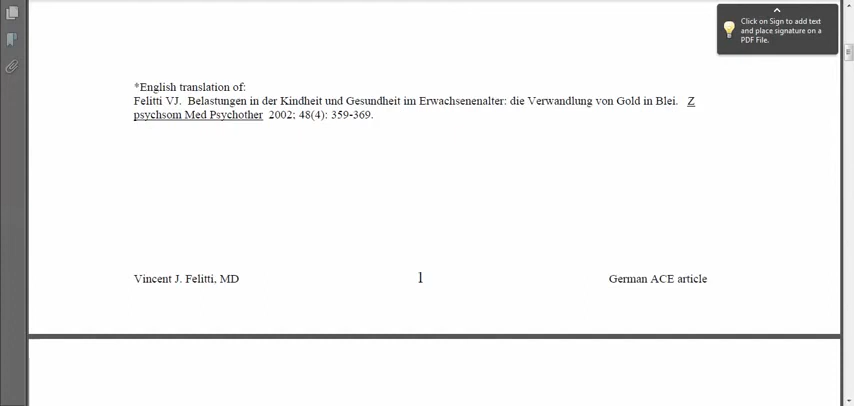 Click on Sign to add text
and place signature on a
PDF File.
*English translation of:
Felitti VJ. Belastungen in der Kindheit und Gesundheit im Erwachsenenalter: die Verwandlung von Gold in Blei. Z
psychsom Med Psychother 2002; 48(4): 359-369.
Vincent J. Felitti, MD 1 German ACE article